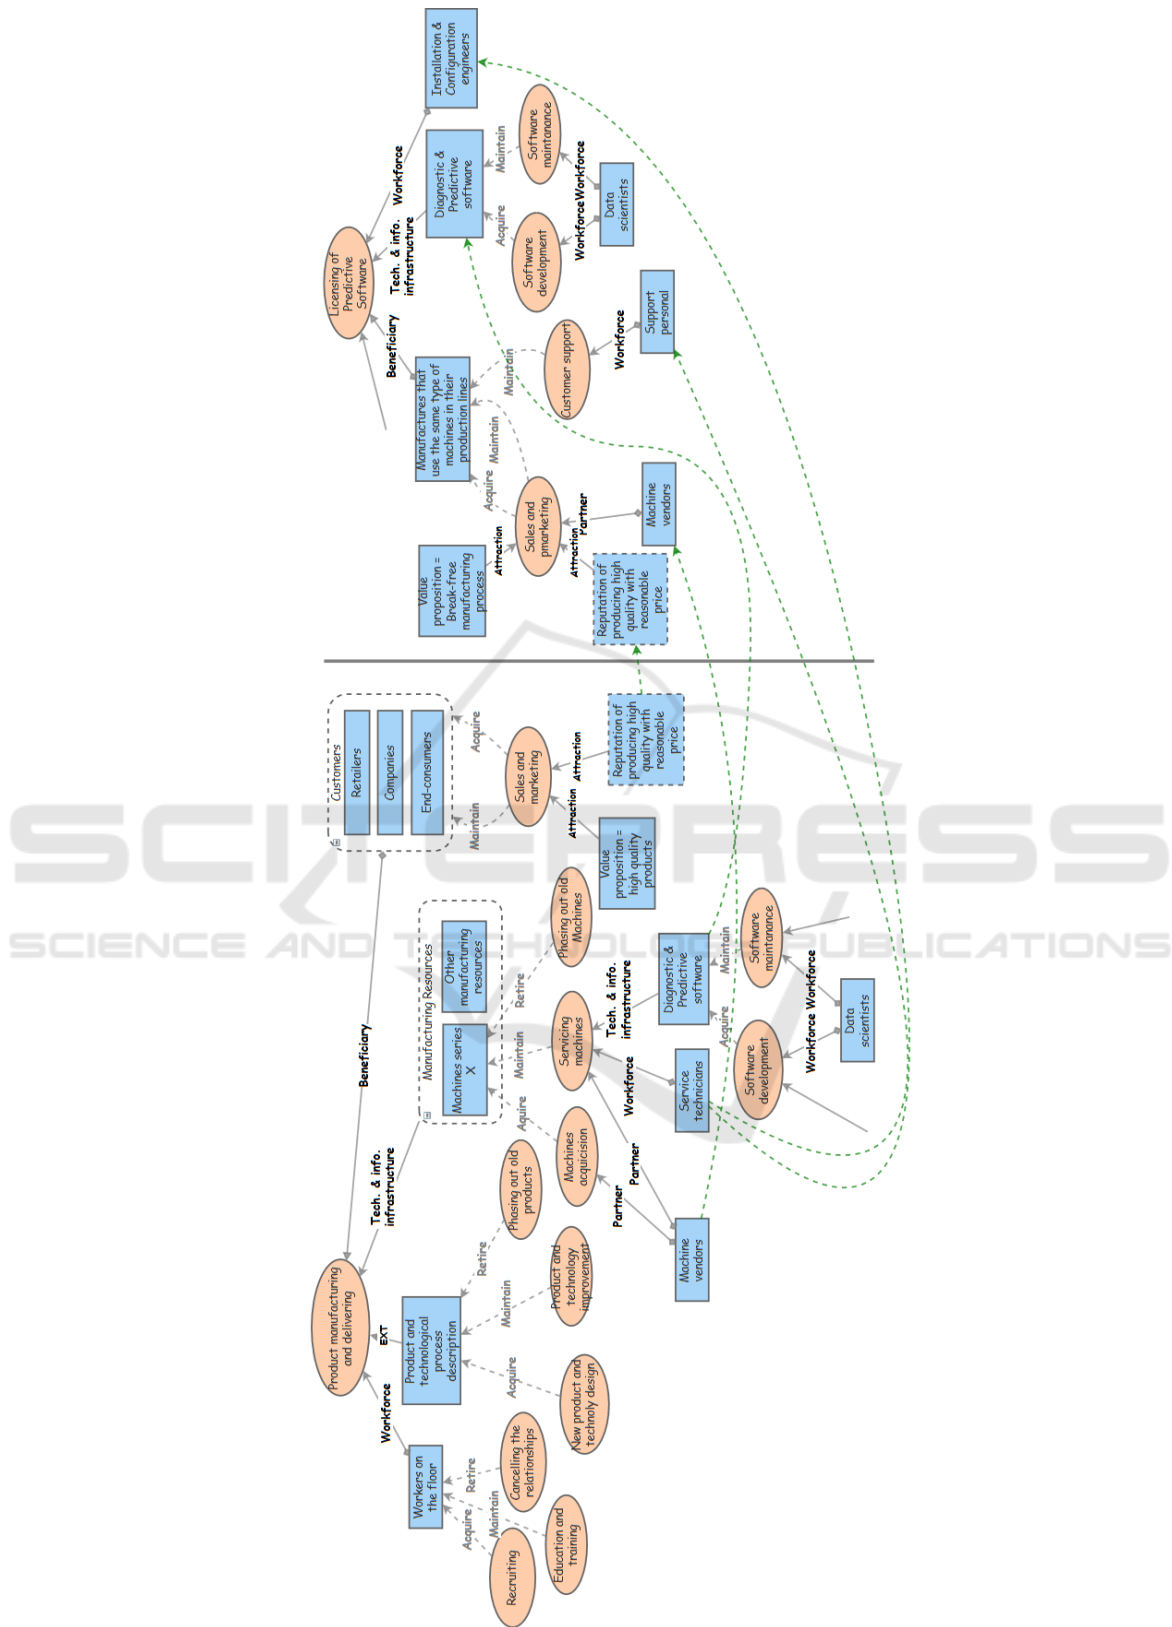 Product manufacturing
and delivering
Workforce
EXT
Tech. & info.
infrastructure
Beneficiary
Workers on
the floor
Acquire
Maintain
Retire
Recruiting
Education and
training
Cancelling the
relationships
Product and
technological
process
description
Acquire
Maintain
Retire
New product and
technoly design
Product and
technology
improvement
Phasing out old
products
Manufacturing Resources
Machines series
X
Other
manufacturing
resources
Aquire
Maintain
Retire
Machines
acquicision
Servicing
machines
Phasing out old
Machines
Partner
Partner
Workforce
Tech. & info.
infrastructure
Machine
vendors
Service
technicians
Diagnostic &
Predictive
software
Acquire
Maintain
Software
development
Software
maintanance
Workforce
Workforce
Data
scientists
Customers
Retailers
Companies
End-consumers
Maintain
Acquire
Sales and
marketing
Attraction
Attraction
Value
proposition =
high quality
products
Reputation of
producing high
quality with
reasonable
price
Licensing of
Predictive
Software
Beneficiary
Tech. & info.
infrastructure
Workforce
Manufactures that
use the same type of
machines in their
production lines
Diagnostic &
Predictive
software
Installation &
Configuration
engineers
Acquire
Maintain
Maintain
Acquire
Maintain
Value
proposition =
Break-free
manufacturing
process
Attraction
Sales and
pmarketing
Attraction
Partner
Reputation of
producing high
quality with
reasonable
price
Machine
vendors
Customer support
Workforce
Support
personal
Software
development
Software
maintanance
Workforce
Workforce
Data
scientists
SCITEPRESS
SCIENCE AND TECHNOLOGY PUBLICATIONS